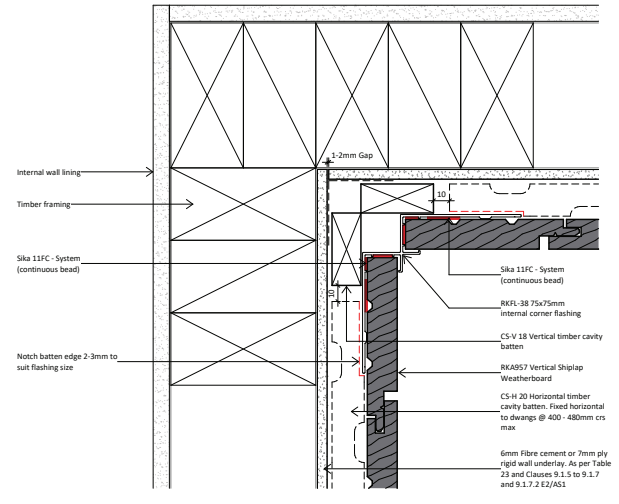 1-2mm Gap
Internal wall lining
Timber framing
10
Sika 11FC - System
(continuous bead)
Sika 11FC - System
(continuous bead)
10
RKFL-38 75x75mm
internal corner flashing
CS-V 18 Vertical timber cavity
batten
Notch batten edge 2-3mm to
suit flashing size
RKA957 Vertical Shiplap
Weatherboard
CS-H 20 Horizontal timber
cavity batten. Fixed horizontal
to dwangs @ 400 - 480mm crs
max
6mm Fibre cement or 7mm ply
rigid wall underlay. As per Table
23 and Clauses 9.1.5 to 9.1.7
and 9.1.7.2 E2/AS1